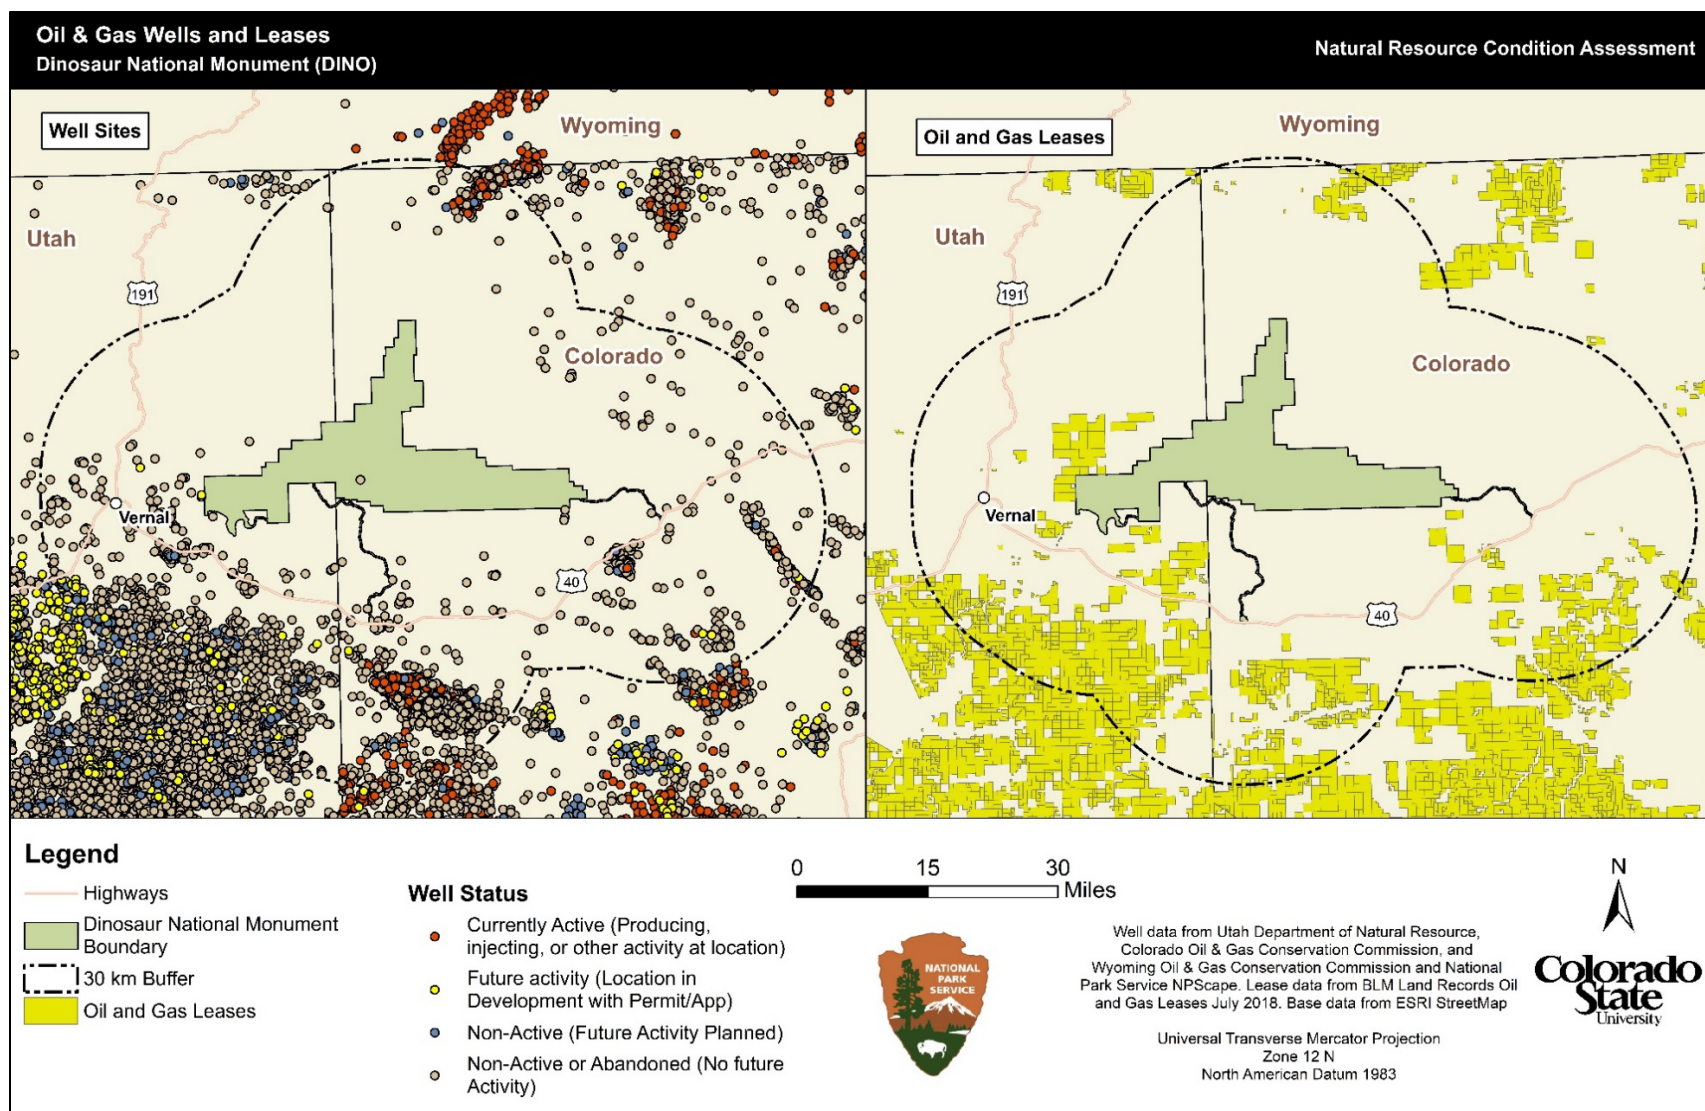 Oil & Gas Wells and Leases
Dinosaur National Monument (DINO)
Natural Resource Condition Assessment
Well Sites
Wyoming
Utah
191
Colorado
Vernal
40
Oil and Gas Leases
Wyoming
Utah
191
Colorado
Vernal
40
Legend
Highways
Dinosaur National Monument
Boundary
30 km Buffer
Oil and Gas Leases
Well Status
Currently Active (Producing,
injecting, or other activity at location)
Future activity (Location in
Development with Permit/App)
Non-Active (Future Activity Planned)
Non-Active or Abandoned (No future
Activity)
0 15 30
Miles
NATIONAL
PARK
SERVICE
Well data from Utah Department of Natural Resource,
Colorado Oil & Gas Conservation Commission, and
Wyoming Oil & Gas Conservation Commission and National
Park Service NPScape. Lease data from BLM Land Records Oil
and Gas Leases July 2018. Base data from ESRI StreetMap
Universal Transverse Mercator Projection
Zone 12 N
North American Datum 1983
N
Colorado
State
University